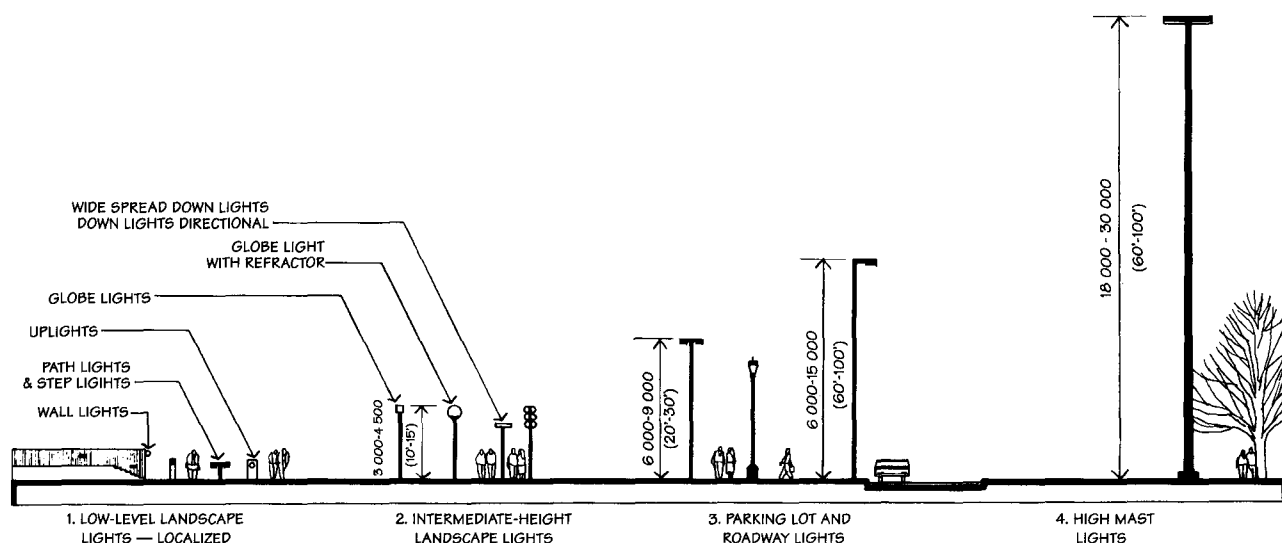 WIDE SPREAD DOWN LIGHTS
DOWN LIGHTS DIRECTIONAL
GLOBE LIGHT
WITH REFRACTOR
GLOBE LIGHTS
UPLIGHTS
PATH LIGHTS
& STEP LIGHTS
WALL LIGHTS
3 000-4 500
(10'-15')
6 000-9 000
(20'-30')
6 000-15 000
(60'-100')
18 000 - 30 000
(60'-100')
1. LOW-LEVEL LANDSCAPE
LIGHTS — LOCALIZED
2. INTERMEDIATE-HEIGHT
LANDSCAPE LIGHTS
3. PARKING LOT AND
ROADWAY LIGHTS
4. HIGH MAST
LIGHTS